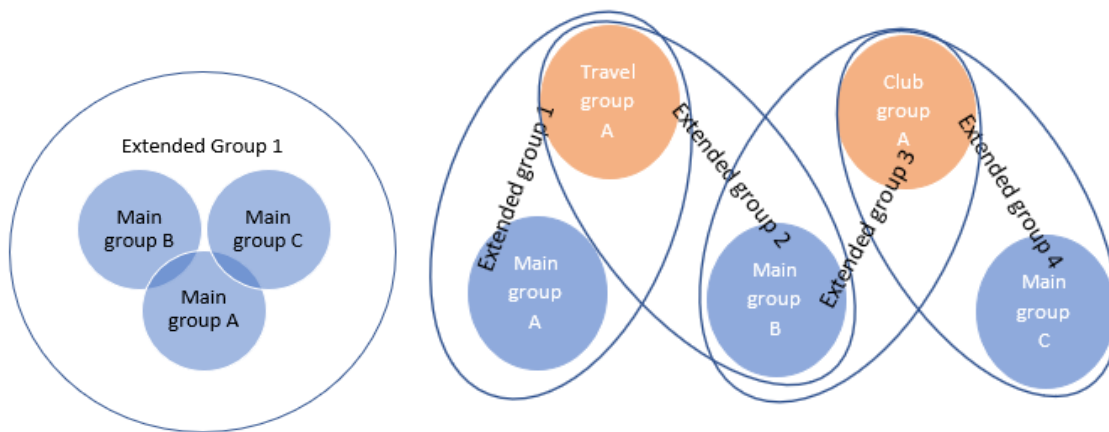 Extended Group 1
Main
group B
Main
group C
Main
group A
Travel
group
A
Club
group
A
Extended group 1
Extended group 2
Extended group 3
Extended group 4
Main
group
A
Main
group
B
Main
group
C